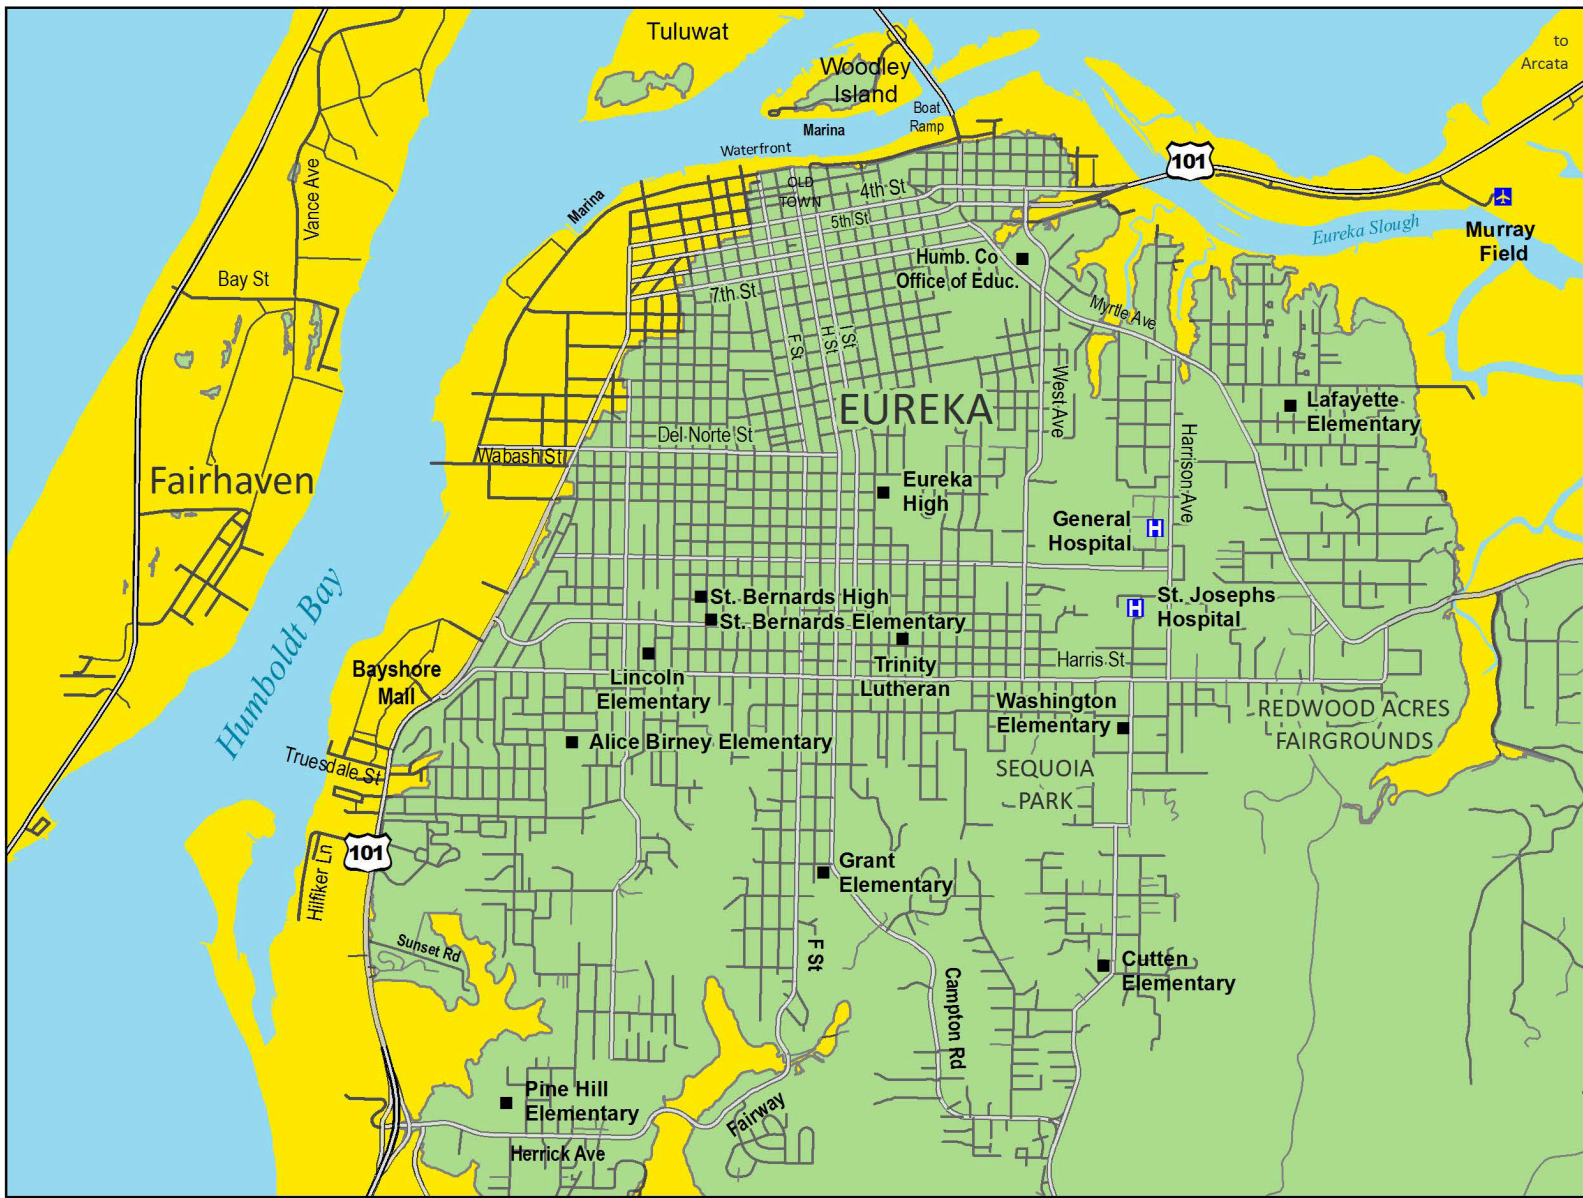 Tuluwat
Woodley
Island
Marina
Boat
Ramp
to
Arcata
Waterfront
101
Vance Ave
Marina
OLD
TOWN
4th St
5th St
Eureka Slough
Murray
Field
Humb. Co
Office of Educ.
Bay St
7th St
F St
H St
I St
Myrtle Ave
West Ave
EUREKA
Lafayette
Elementary
Del Norte St
Wabash St
Harrison Ave
Fairhaven
Eureka
High
General
Hospital
Humboldt Bay
St. Bernards High
St. Bernards Elementary
St. Josephs
Hospital
Bayshore
Mall
Lincoln
Elementary
Trinity
Lutheran
Harris St
Washington
Elementary
REDWOOD ACRES
FAIRGROUNDS
Alice Birney Elementary
Truesdale St
SEQUOIA
PARK
101
Hilfiker Ln
Grant
Elementary
Sunset Rd
F St
Campton Rd
Cutten
Elementary
Pine Hill
Elementary
Fairway
Herrick Ave
H
H